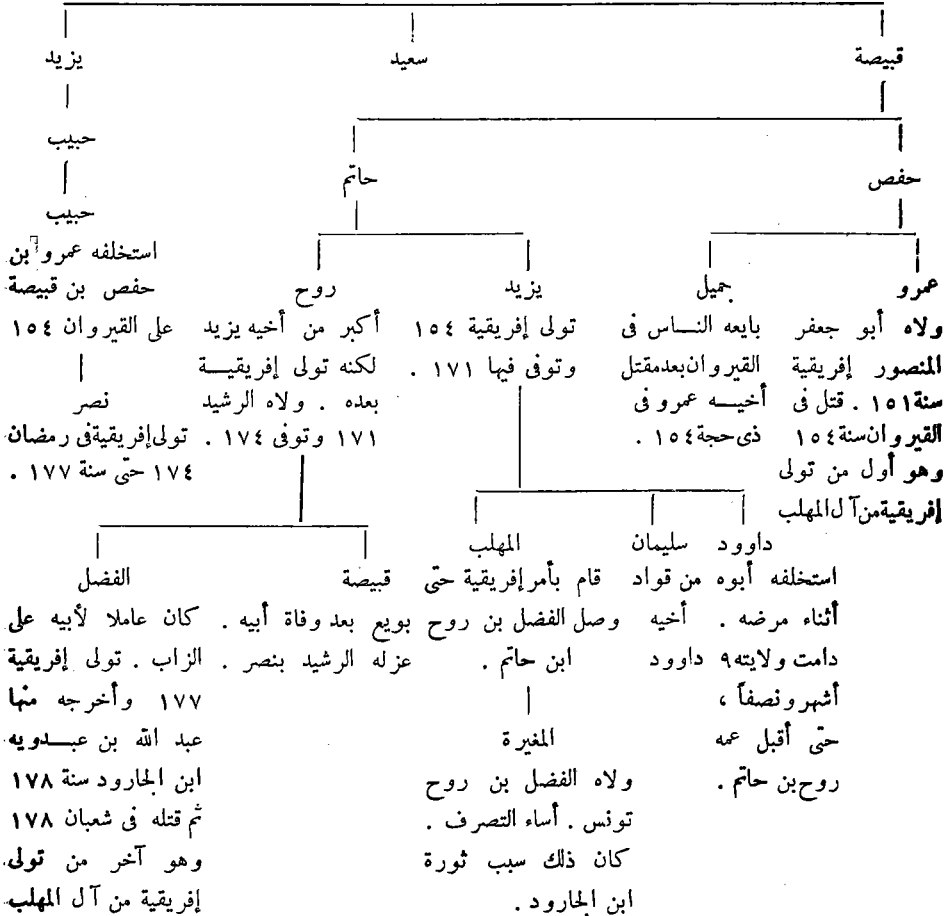 قبيصة
سعيد
يزيد
حبيب
حبيب
استخلفه عمرو بن
حفص بن قبيصة
على القيروان ١٥٤
نصر
تولى إفريقية فى رمضان
١٧٤ حتى سنة ١٧٧ .
حفص
حاتم
عمرو
ولاه أبو جعفر
المنصور إفريقية
سنة ١٥١ . قتل فى
القيروان سنة ١٥٤
وهو أول من تولى
إفريقية من آل المهلب
جميل
بايعه النـاس فى
القيروان بعد مقتل
أخيـه عمرو فى
ذى حجة ١٥٤ .
يزيد
تولى إفريقية ١٥٤
وتوفى فيها ١٧١ .
روح
أكبر من أخيه يزيد
لكنه تولى إفريقيـة
بعده . ولاه الرشيد
١٧١ وتوفى ١٧٤ .
داوود
استخلفه أبوه
أثناء مرضه .
دامت ولايته ٩
أشهر ونصفاً ،
حتى أقبل عمه
روح بن حاتم .
سليمان
من قواد
أخيه
داوود
المهلب
قام بأمر إفريقية حتى
وصل الفضل بن روح
ابن حاتم .
المغيرة
ولاه الفضل بن روح
تونس . أساء التصرف .
كان ذلك سبب ثورة
ابن الجارود .
قبيصة
بويع بعد وفاة أبيه .
عزله الرشيد بنصر .
الفضل
كان عاملا لأبيه على
الزاب . تولى إفريقية
١٧٧ وأخرجه منها
عبد الله بن عبـدويه
ابن الجارود سنة ١٧٨
ثم قتله فى شعبان ١٧٨
وهو آخر من تولى
إفريقية من آل المهلب